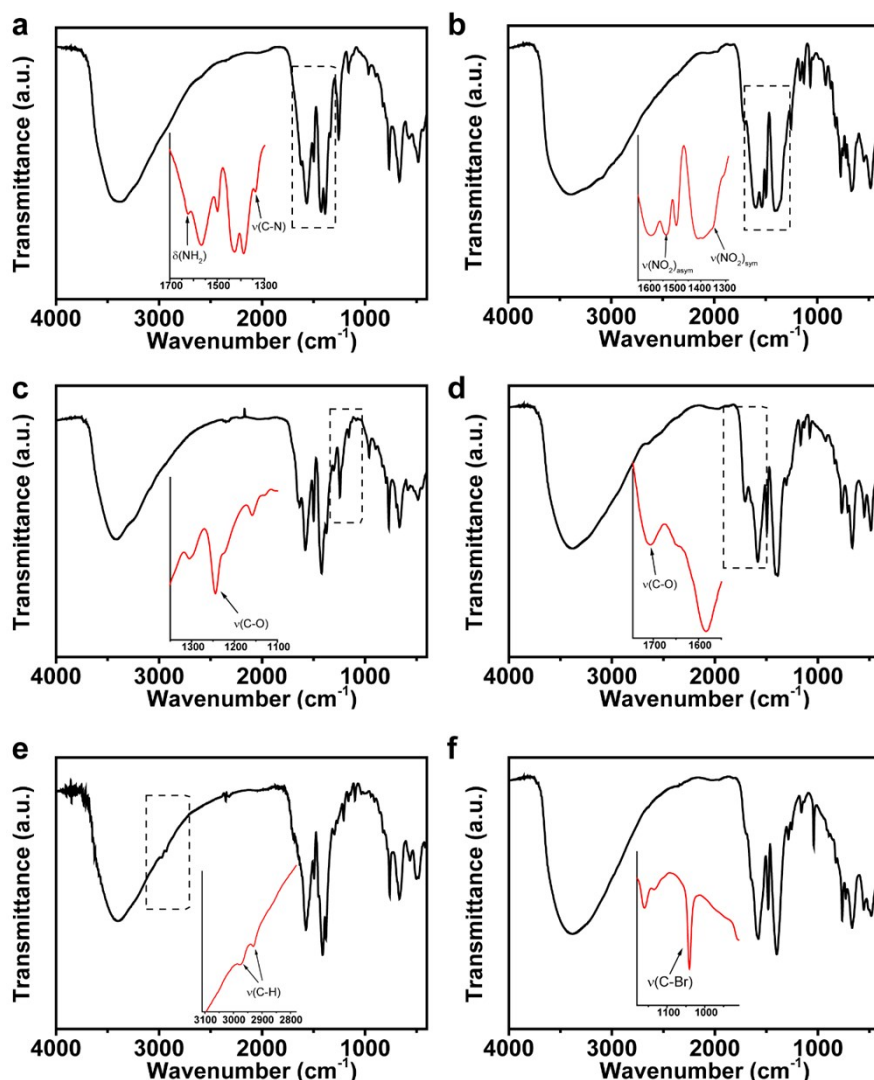 a
Transmittance (a.u.)
δ(NH2)
ν(C-N)
1700 1500 1300
4000 3000 2000 1000
Wavenumber (cm-1)
b
Transmittance (a.u.)
ν(NO2)asym
ν(NO2)sym
1600 1500 1400 1300
4000 3000 2000 1000
Wavenumber (cm-1)
c
Transmittance (a.u.)
ν(C-O)
1300 1200 1100
4000 3000 2000 1000
Wavenumber (cm-1)
d
Transmittance (a.u.)
ν(C-O)
1700 1600
4000 3000 2000 1000
Wavenumber (cm-1)
e
Transmittance (a.u.)
ν(C-H)
3100 3000 2900 2800
4000 3000 2000 1000
Wavenumber (cm-1)
f
Transmittance (a.u.)
ν(C-Br)
1100 1000
4000 3000 2000 1000
Wavenumber (cm-1)